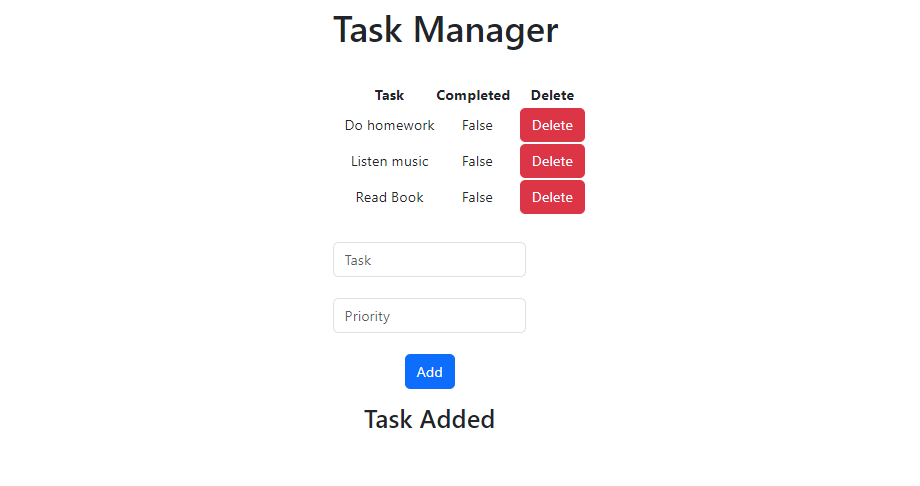 Task Manager
Task Completed Delete
Do homework False Delete
Listen music False Delete
Read Book False Delete
Task
Priority
Add
Task Added